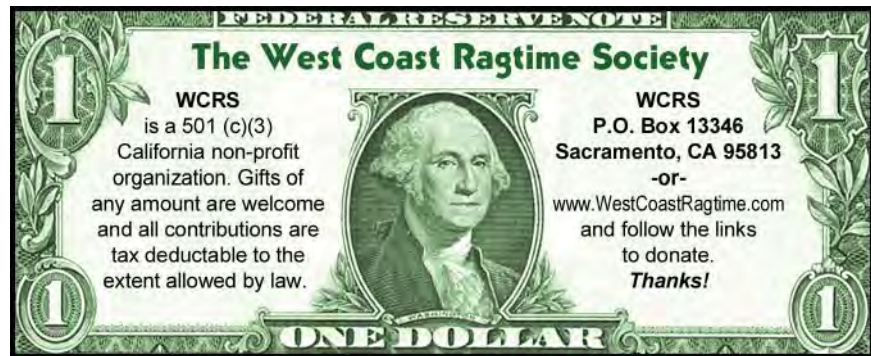 FEDERAL RESERVE NOTE
The West Coast Ragtime Society
WCRS
is a 501 (c)(3)
California non-profit
organization. Gifts of
any amount are welcome
and all contributions are
tax deductable to the
extent allowed by law.
WCRS
P.O. Box 13346
Sacramento, CA 95813
-or-
www.WestCoastRagtime.com
and follow the links
to donate.
Thanks!
1
1
1
1
WASHINGTON
ONE DOLLAR